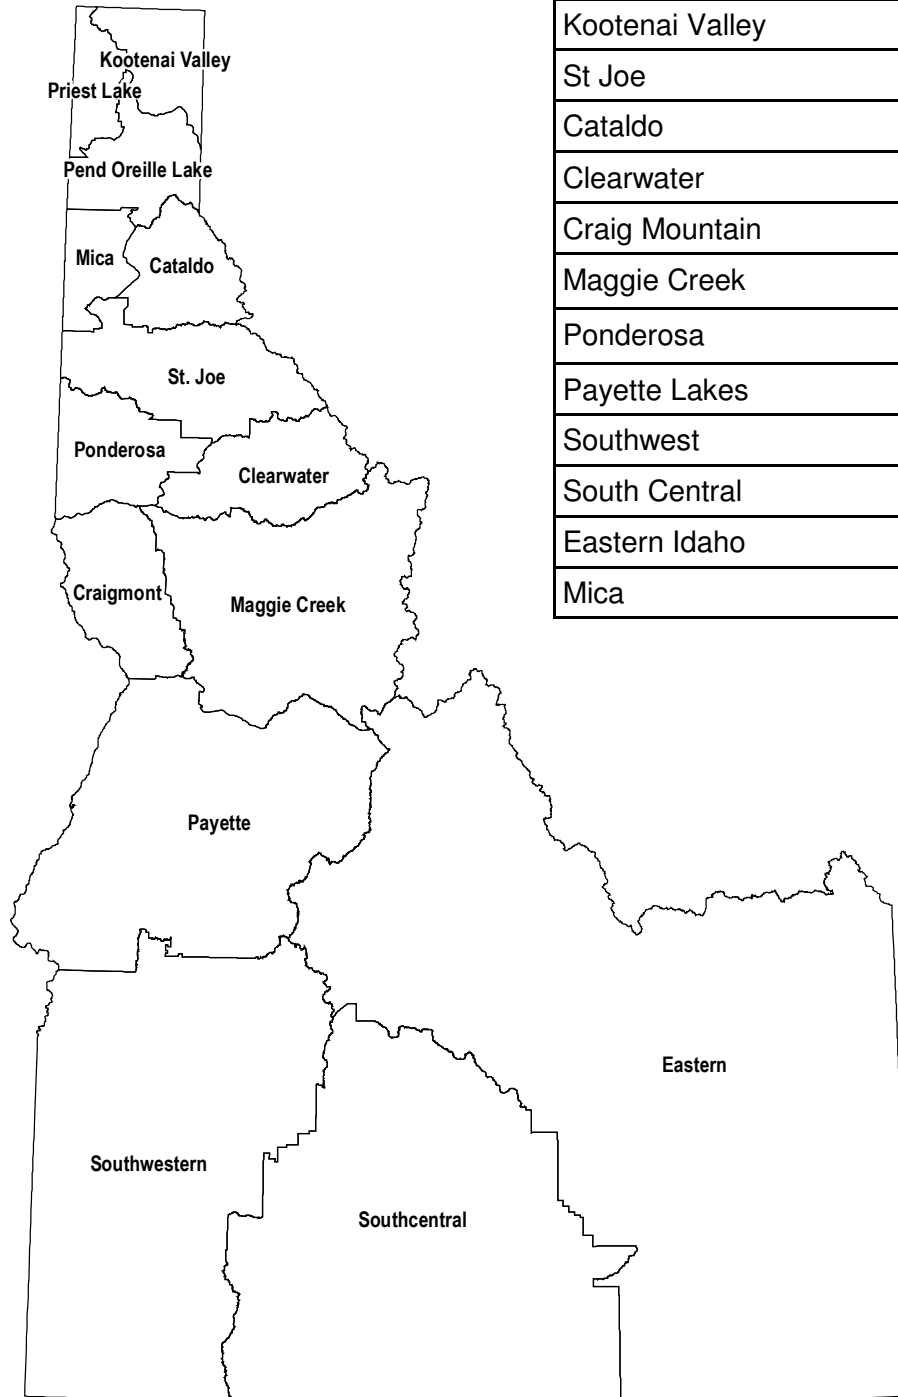 Kootenai Valley
Priest Lake
Pend Oreille Lake
Mica
Cataldo
St. Joe
Ponderosa
Clearwater
Craigmont
Maggie Creek
Payette
Eastern
Southwestern
Southcentral
Kootenai Valley
St Joe
Cataldo
Clearwater
Craig Mountain
Maggie Creek
Ponderosa
Payette Lakes
Southwest
South Central
Eastern Idaho
Mica